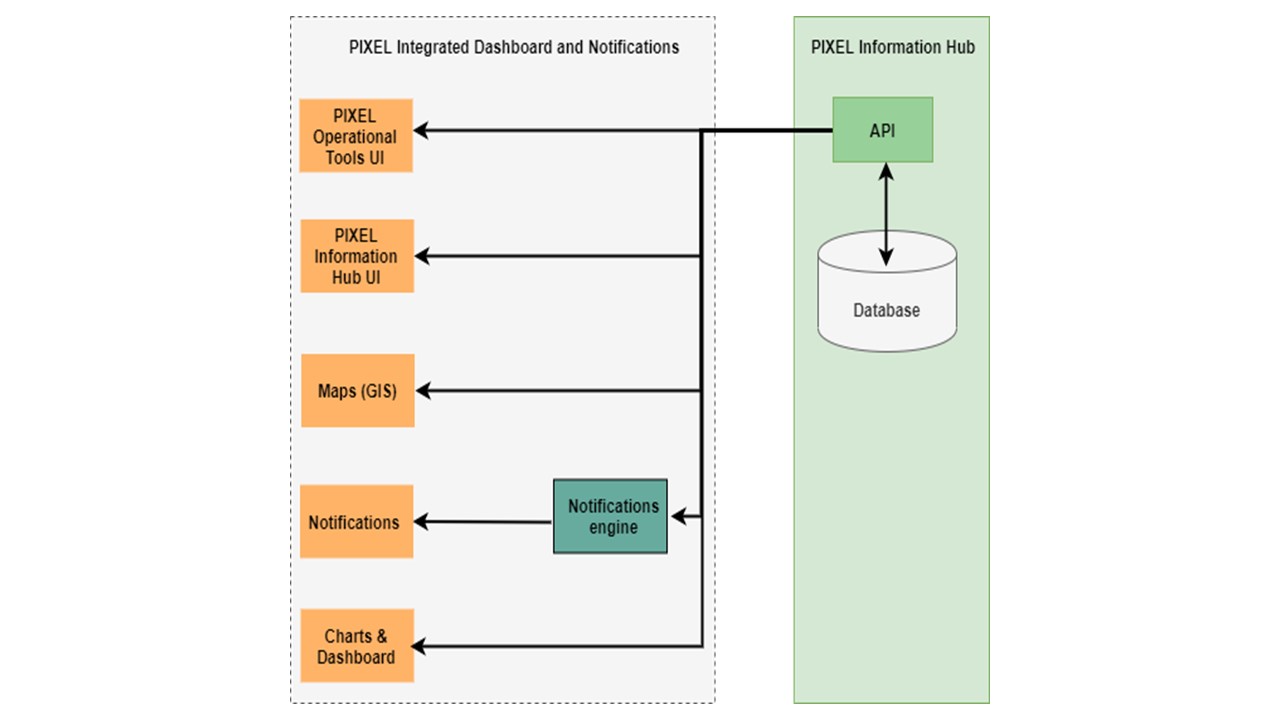 PIXEL Integrated Dashboard and Notifications
PIXEL Information Hub
PIXEL
Operational
Tools UI
API
PIXEL
Information
Hub UI
Database
Maps (GIS)
Notifications
engine
Notifications
Charts &
Dashboard